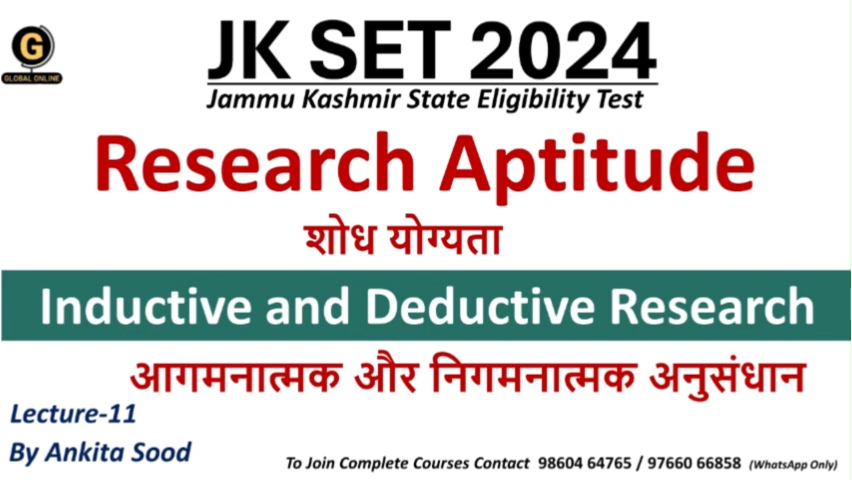 G
GLOBAL ONLINE
JK SET 2024
Jammu Kashmir State Eligibility Test
Research Aptitude
शोध योग्यता
Inductive and Deductive Research
आगमनात्मक और निगमनात्मक अनुसंधान
Lecture-11
By Ankita Sood
To Join Complete Courses Contact 98604 64765 / 97660 66858 (WhatsApp Only)